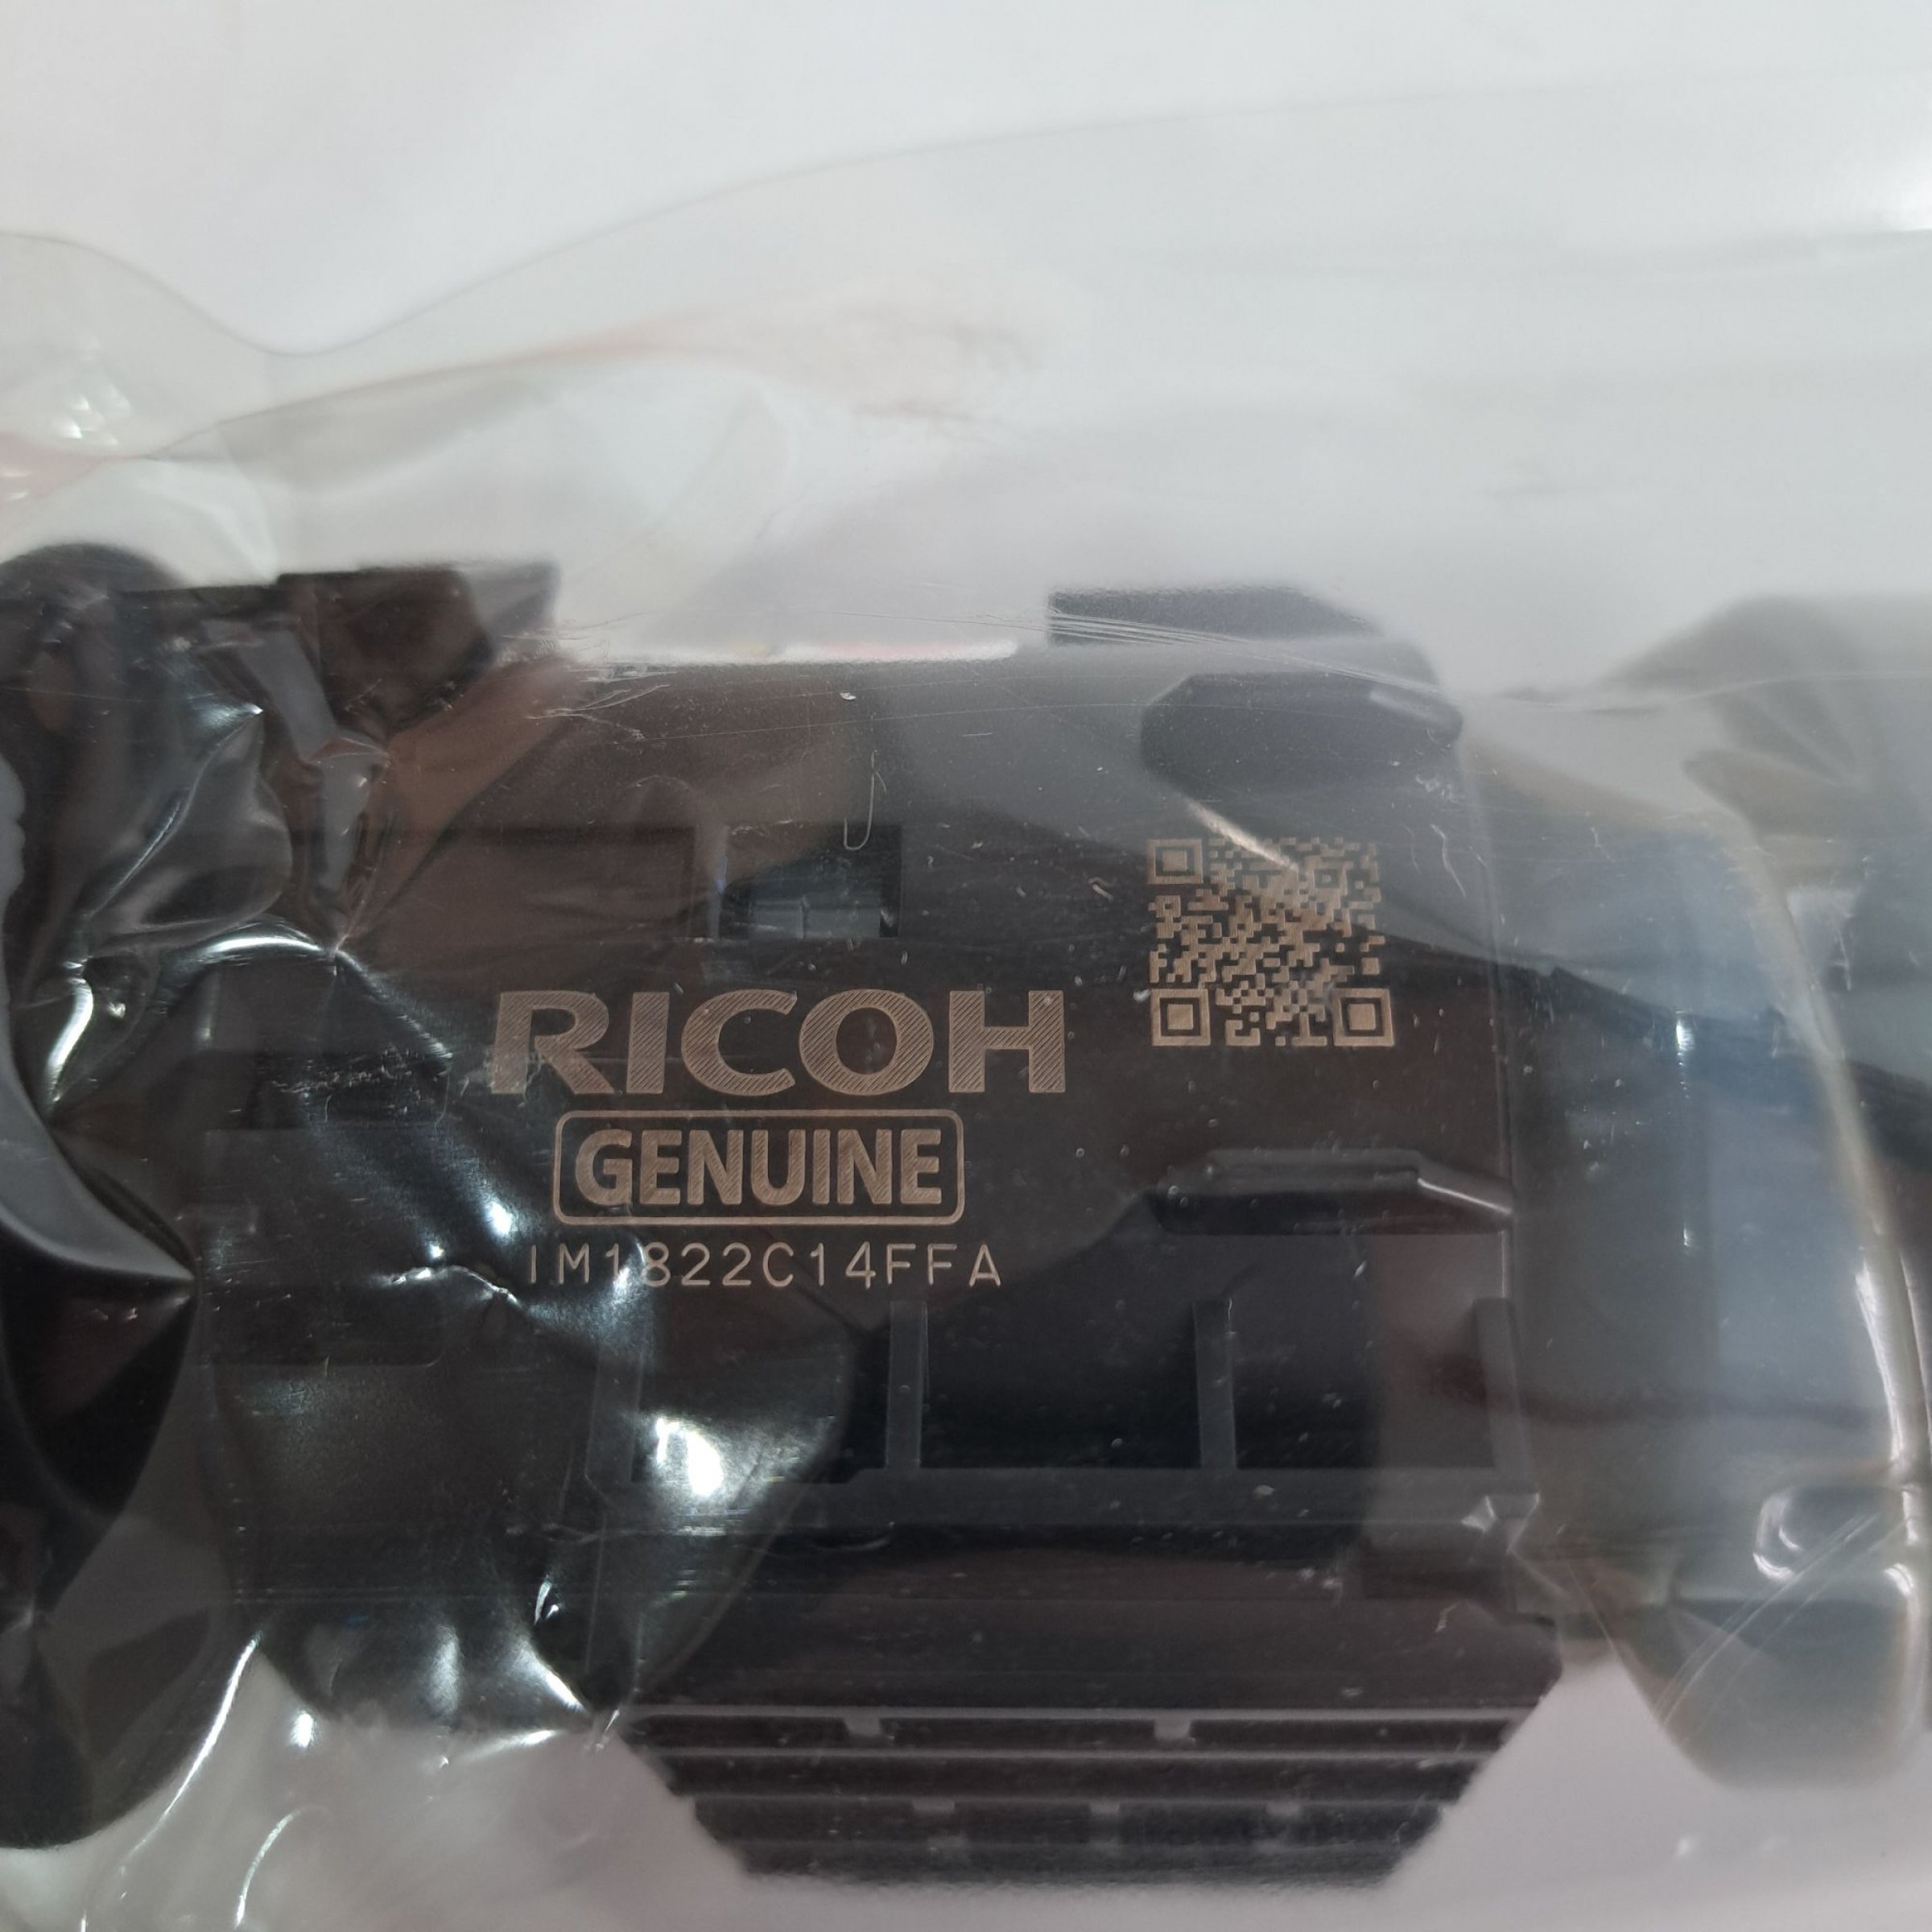 RICOH
GENUINE
IM1822C14FFA